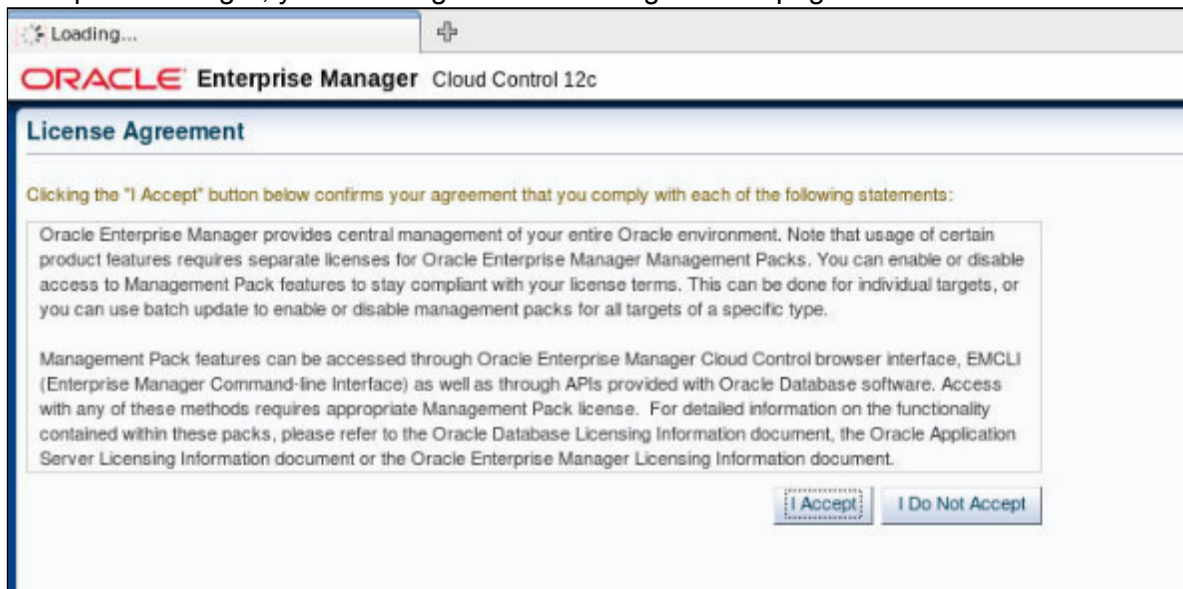 Loading...
ORACLE Enterprise Manager Cloud Control 12c
License Agreement
Clicking the "I Accept" button below confirms your agreement that you comply with each of the following statements:
Oracle Enterprise Manager provides central management of your entire Oracle environment. Note that usage of certain
product features requires separate licenses for Oracle Enterprise Manager Management Packs. You can enable or disable
access to Management Pack features to stay compliant with your license terms. This can be done for individual targets, or
you can use batch update to enable or disable management packs for all targets of a specific type.
Management Pack features can be accessed through Oracle Enterprise Manager Cloud Control browser interface, EMCLI
(Enterprise Manager Command-line Interface) as well as through APIs provided with Oracle Database software. Access
with any of these methods requires appropriate Management Pack license. For detailed information on the functionality
contained within these packs, please refer to the Oracle Database Licensing Information document, the Oracle Application
Server Licensing Information document or the Oracle Enterprise Manager Licensing Information document.
I Accept I Do Not Accept